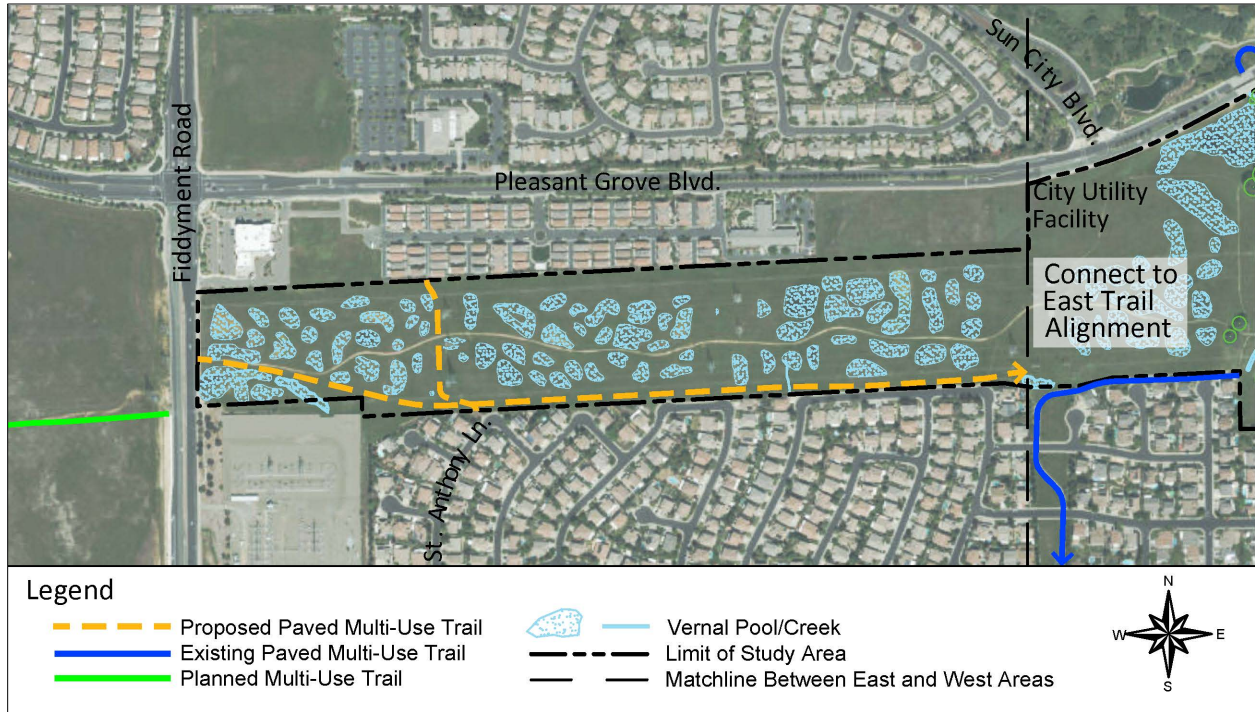 Sun City Blvd.
Fiddyment Road
Pleasant Grove Blvd.
City Utility
Facility
Connect to
East Trail
Alignment
St. Anthony Ln.
Legend
Proposed Paved Multi-Use Trail
Existing Paved Multi-Use Trail
Planned Multi-Use Trail
Vernal Pool/Creek
Limit of Study Area
Matchline Between East and West Areas
N
W
E
S